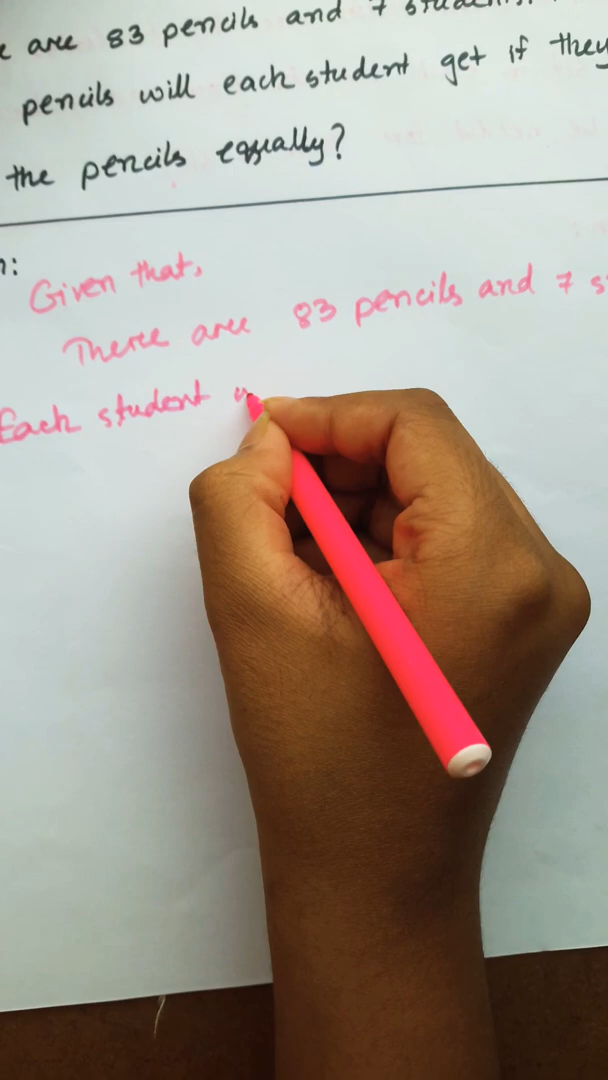 are 83 pencils and 7
pencils will each student get if they
the pencils equally?
Given that,
There are 83 pencils and 7
Each student